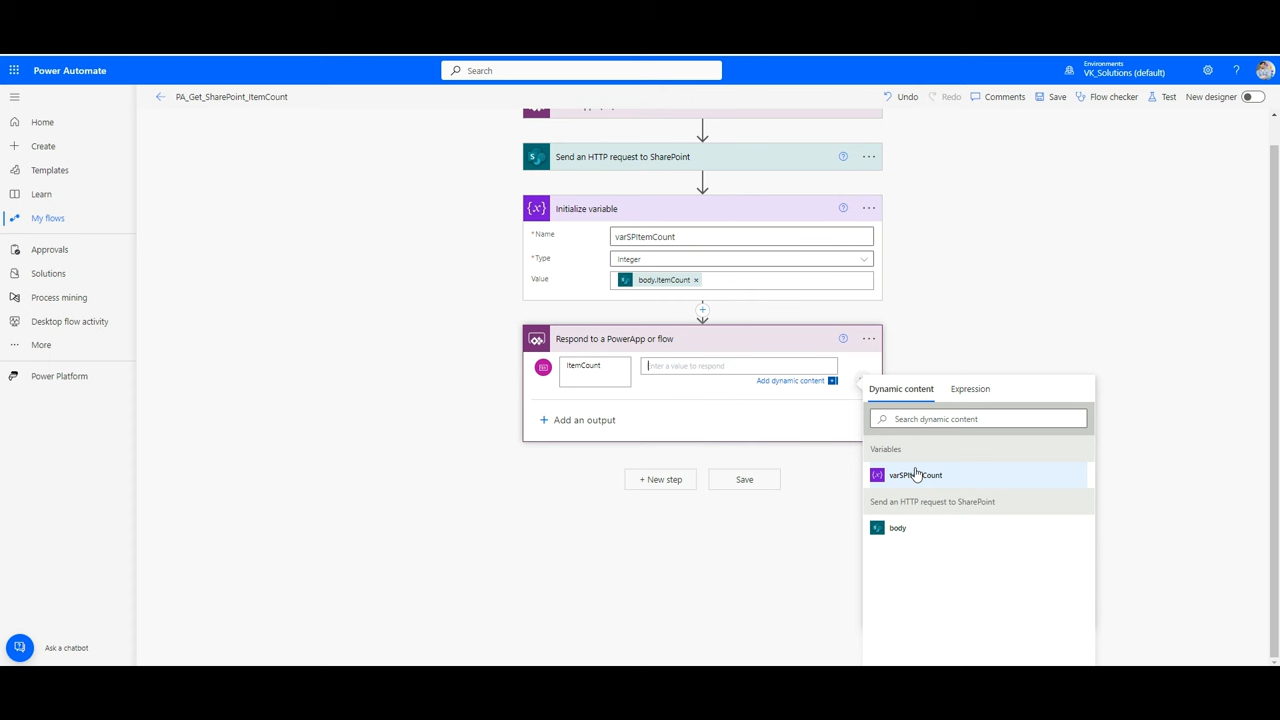 Power Automate
Search
Environments
VK_Solutions (default)
PA_Get_SharePoint_ItemCount
Undo
Redo
Comments
Save
Flow checker
Test
New designer
Home
Create
Templates
Learn
My flows
Approvals
Solutions
Process mining
Desktop flow activity
More
Power Platform
Ask a chatbot
Send an HTTP request to SharePoint
{x} Initialize variable
* Name varSPItemCount
* Type Integer
Value body.ItemCount ×
Respond to a PowerApp or flow
ItemCount Enter a value to respond
Add dynamic content
+ Add an output
+ New step
Save
Dynamic content Expression
Search dynamic content
Variables
{x} varSPItemCount
Send an HTTP request to SharePoint
body